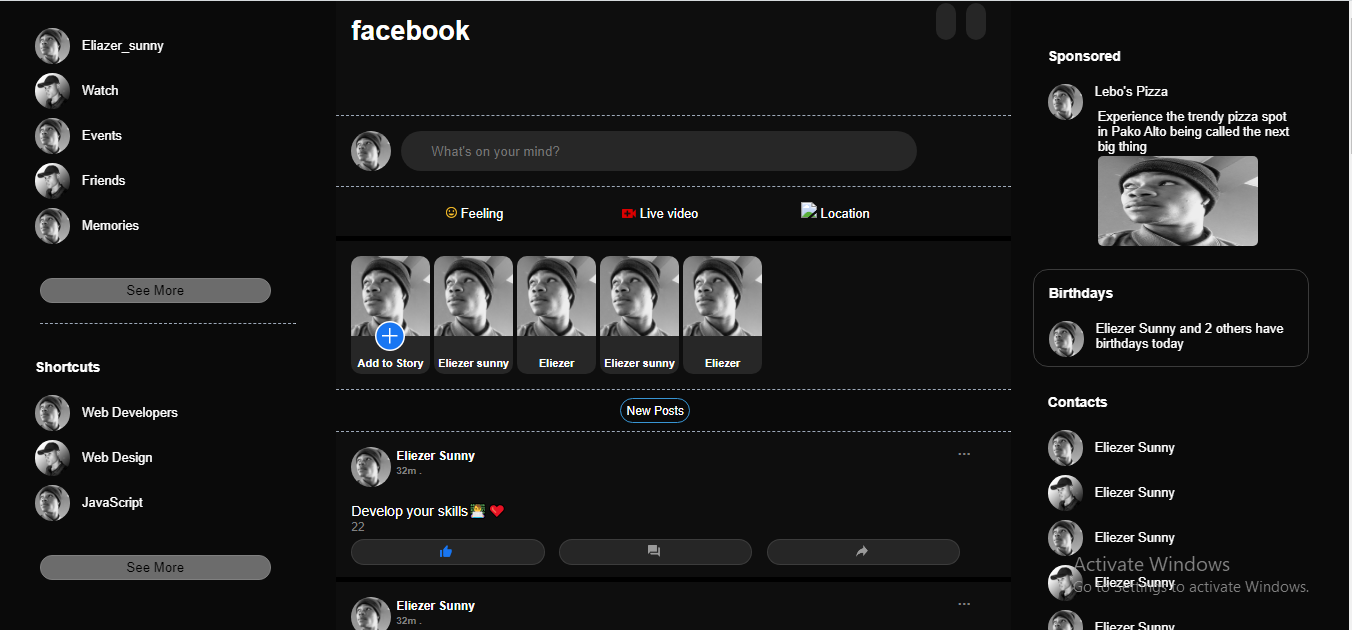 Eliazer_sunny
Watch
Events
Friends
Memories
See More
Shortcuts
Web Developers
Web Design
JavaScript
See More
facebook
What's on your mind?
Feeling
Live video
Location
Add to Story
Eliezer sunny
Eliezer
Eliezer sunny
Eliezer
New Posts
Eliezer Sunny
32m .
Develop your skills
22
Eliezer Sunny
32m .
Sponsored
Lebo's Pizza
Experience the trendy pizza spot
in Pako Alto being called the next
big thing
Birthdays
Eliezer Sunny and 2 others have
birthdays today
Contacts
Eliezer Sunny
Eliezer Sunny
Eliezer Sunny
Eliezer Sunny
Eliezer Sunny
Activate Windows
Go to Settings to activate Windows.